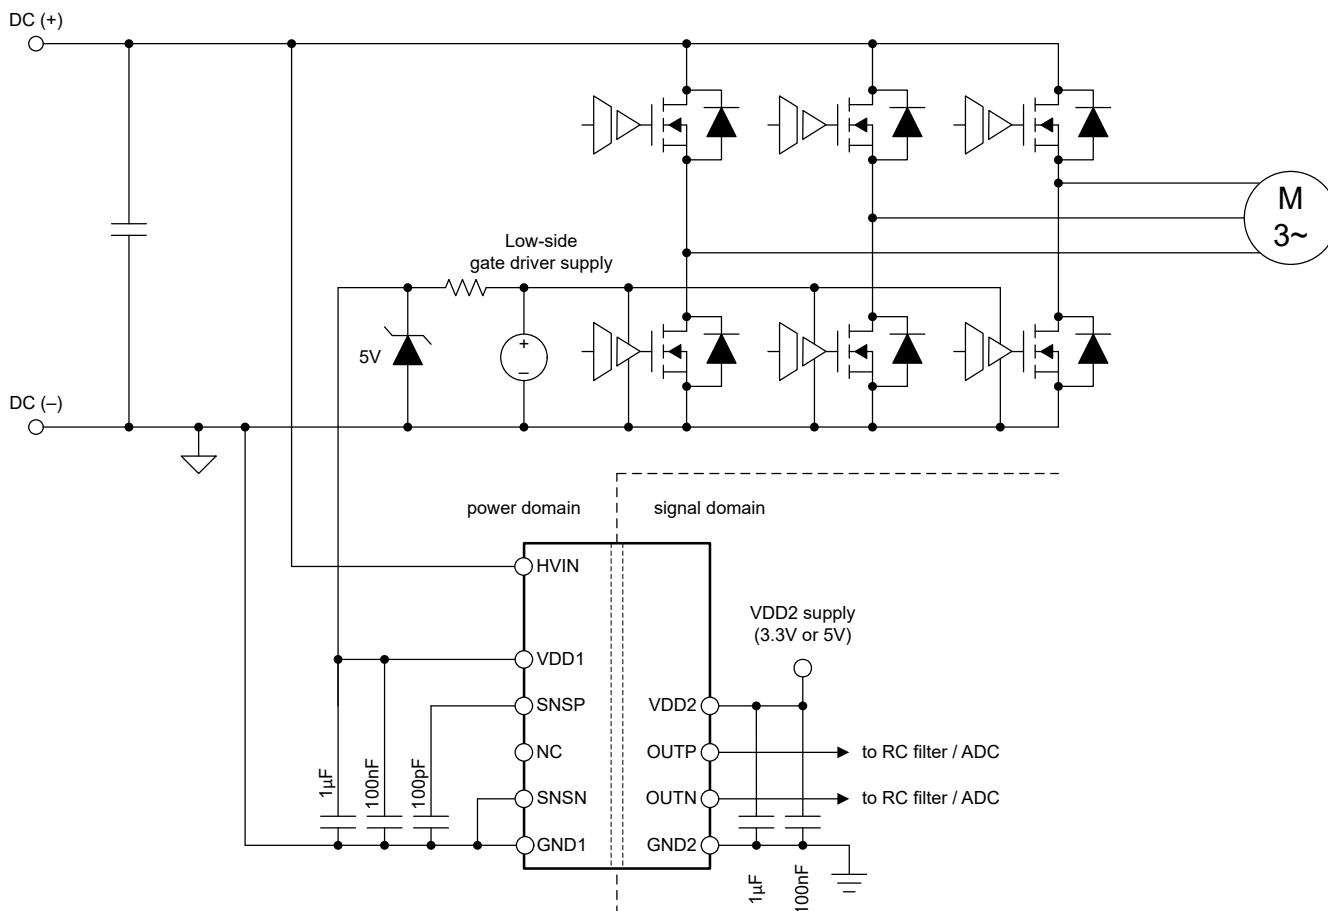 DC (+)
M
3~
Low-side
gate driver supply
+
–
5V
DC (–)
power domain
signal domain
HVIN
VDD1
SNSP
NC
SNSN
GND1
VDD2 supply
(3.3V or 5V)
VDD2
OUTP
OUTN
GND2
to RC filter / ADC
to RC filter / ADC
1µF
100nF
100pF
1µF
100nF